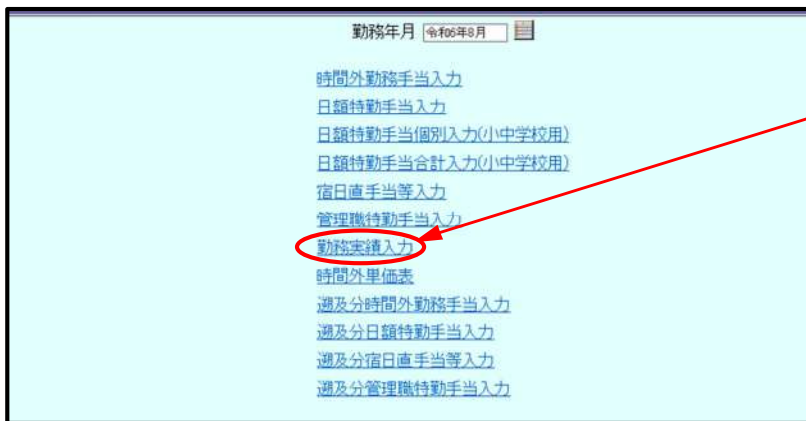 勤務年月 令和06年8月
時間外勤務手当入力
日額特勤手当入力
日額特勤手当個別入力(小中学校用)
日額特勤手当合計入力(小中学校用)
宿日直手当等入力
管理職特勤手当入力
勤務実績入力
時間外単価表
遡及分時間外勤務手当入力
遡及分日額特勤手当入力
遡及分宿日直手当等入力
遡及分管理職特勤手当入力